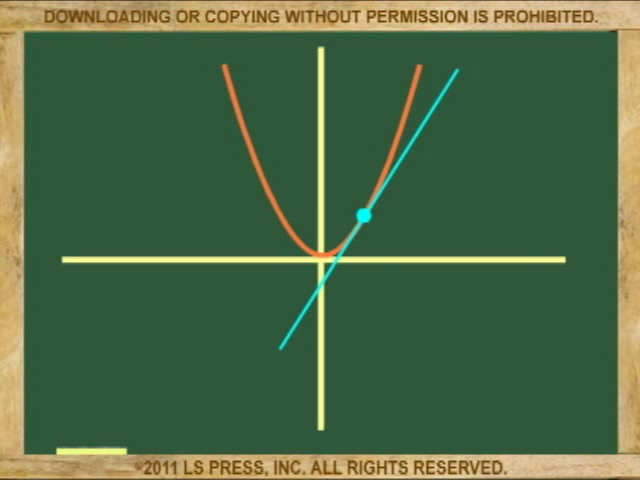 DOWNLOADING OR COPYING WITHOUT PERMISSION IS PROHIBITED.
©2011 LS PRESS, INC. ALL RIGHTS RESERVED.